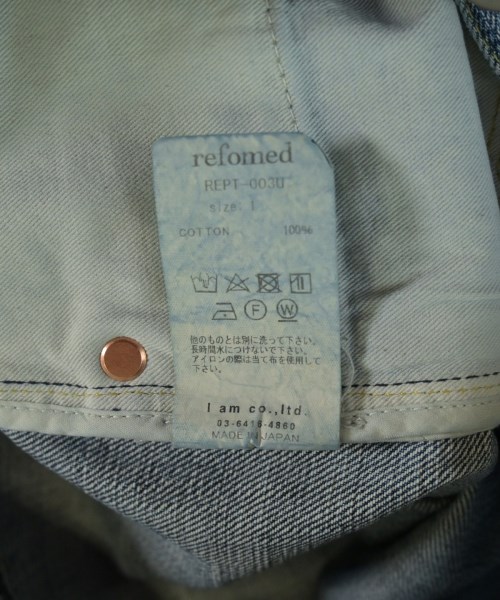 refomed
REPT-003U
size: 1
COTTON 100%
F W
他のものとは別に洗って下さい。
長時間水につけないで下さい。
アイロンの際は当て布を使用して
下さい。
I am co.,ltd.
03-6416-4860
MADE IN JAPAN